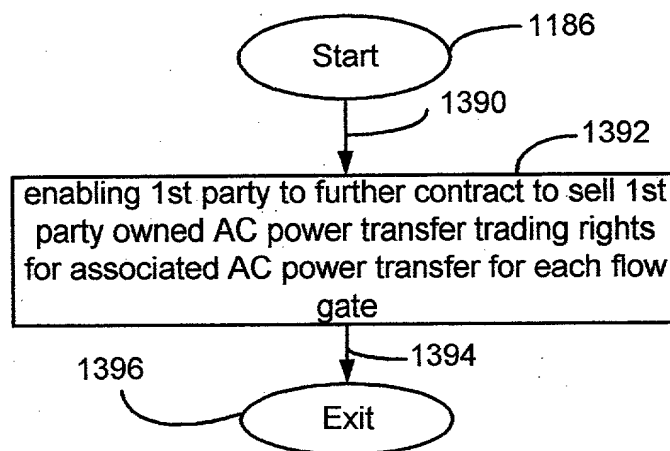 Start
1186
1390
1392
enabling 1st party to further contract to sell 1st
party owned AC power transfer trading rights
for associated AC power transfer for each flow
gate
1394
1396
Exit